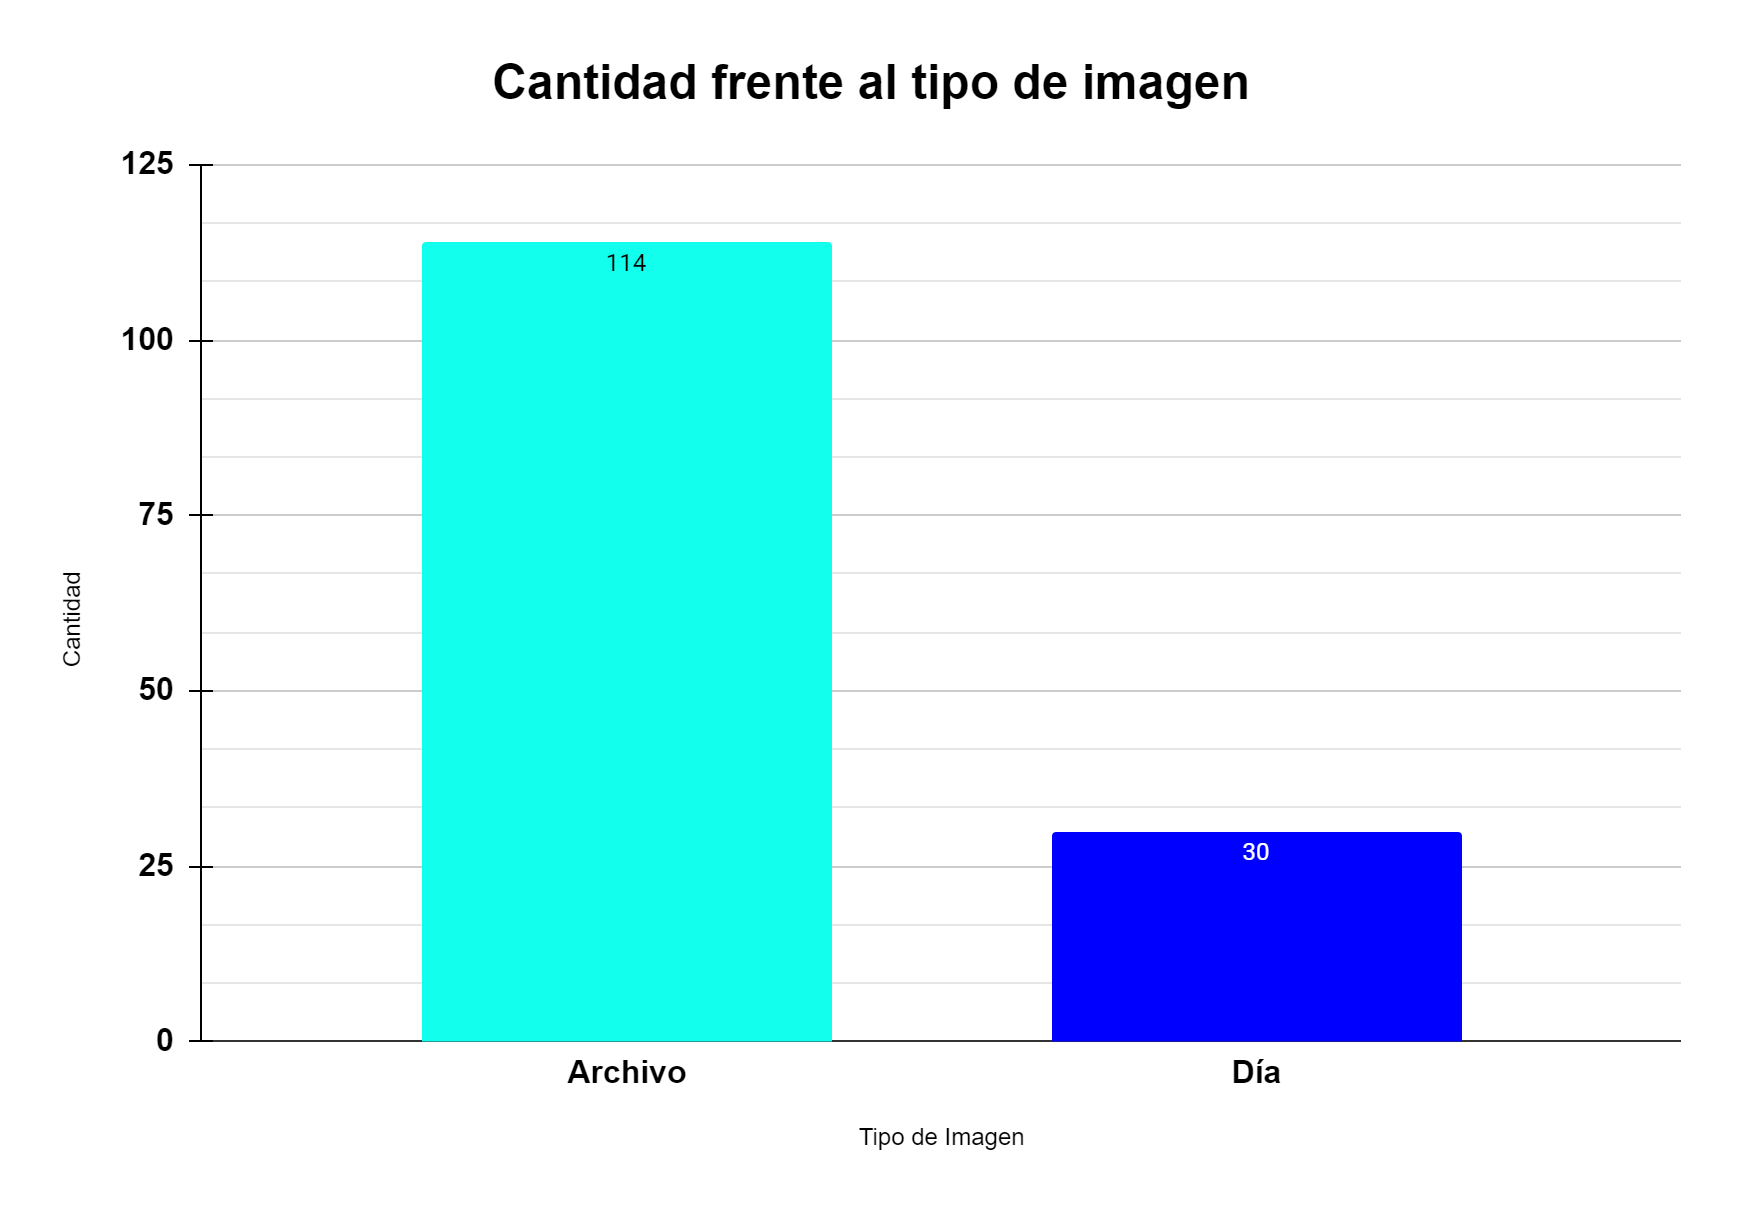 Cantidad frente al tipo de imagen
125
114
100
75
Cantidad
50
30
25
0
Archivo Día
Tipo de Imagen